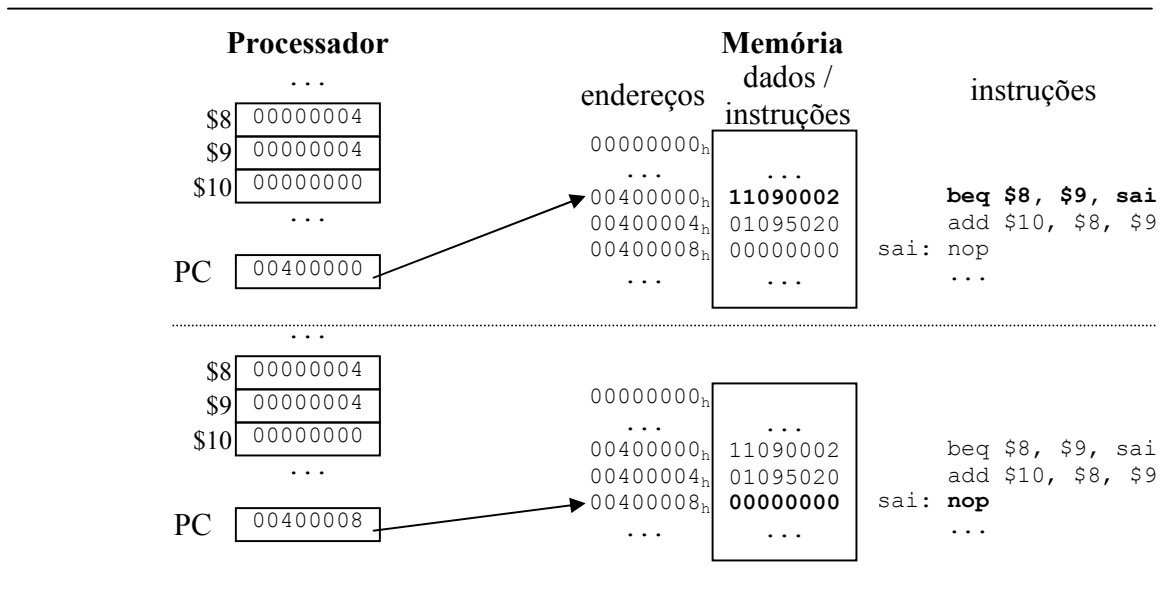 Processador Memória
... endereços dados / instruções instruções
$8 00000004
$9 00000004 00000000h
$10 00000000 ... ...
... 00400000h 11090002 beq $8, $9, sai
00400004h 01095020 add $10, $8, $9
PC 00400000 00400008h 00000000 sai: nop
... ... ...
...
$8 00000004
$9 00000004 00000000h
$10 00000000 ... ...
... 00400000h 11090002 beq $8, $9, sai
00400004h 01095020 add $10, $8, $9
PC 00400008 00400008h 00000000 sai: nop
... ... ...